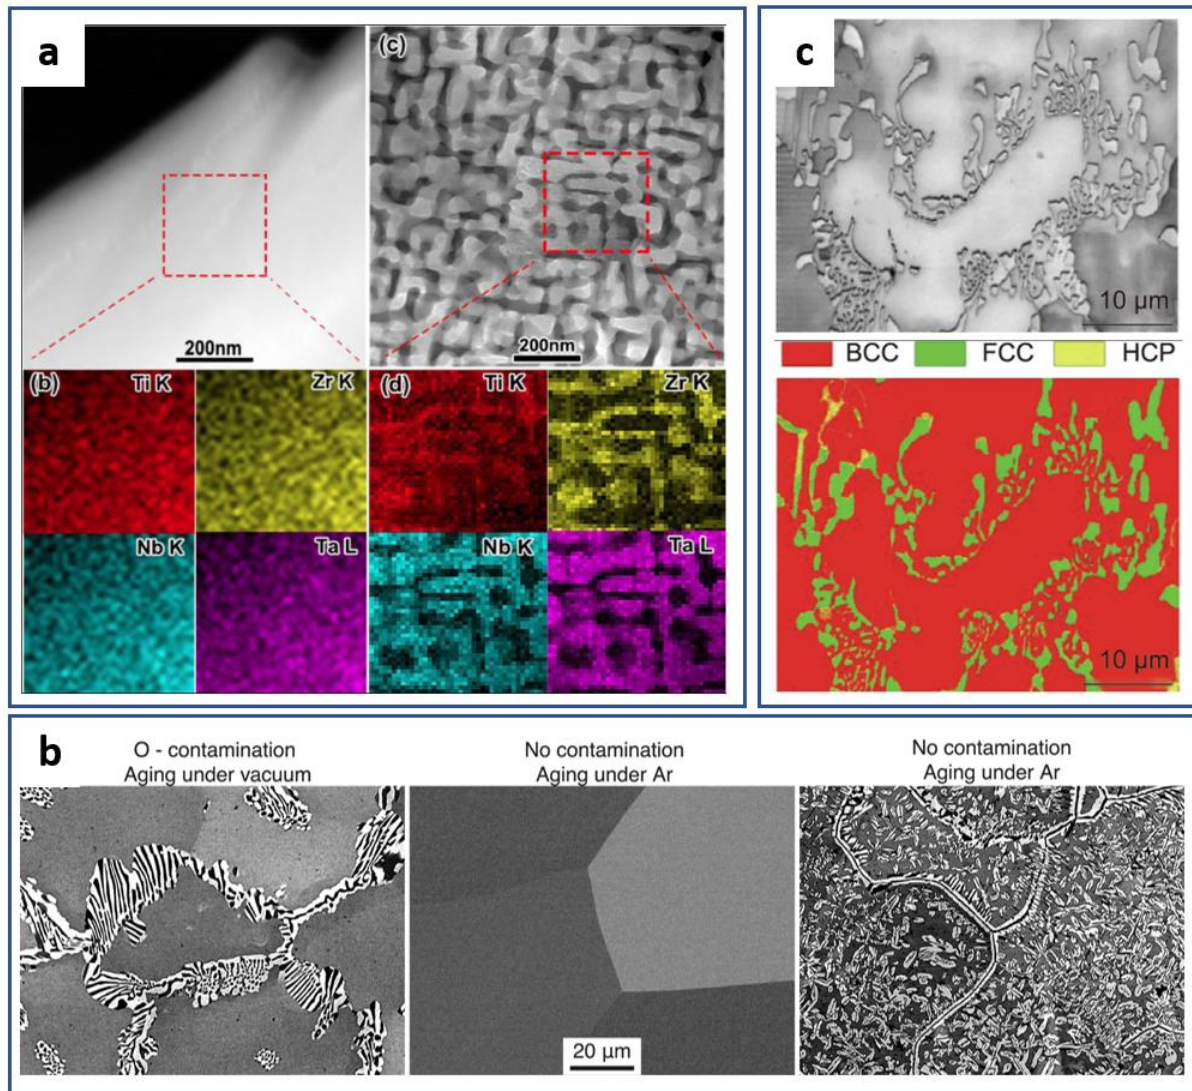 a
(c)
200nm
200nm
(b)
Ti K
Zr K
(d)
Ti K
Zr K
Nb K
Ta L
Nb K
Ta L
c
10 µm
BCC
FCC
HCP
10 µm
b
O - contamination
Aging under vacuum
No contamination
Aging under Ar
No contamination
Aging under Ar
20 µm